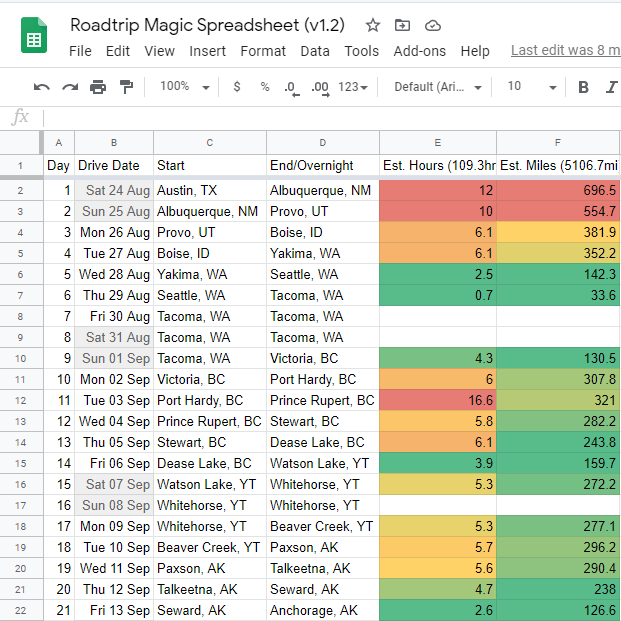 Roadtrip Magic Spreadsheet (v1.2)
File Edit View Insert Format Data Tools Add-ons Help Last edit was 8 m
100% $ % .0 .00 123 Default (Ari... 10 B I
fx
A B C D E F
1 Day Drive Date Start End/Overnight Est. Hours (109.3hr Est. Miles (5106.7mi
2 1 Sat 24 Aug Austin, TX Albuquerque, NM 12 696.5
3 2 Sun 25 Aug Albuquerque, NM Provo, UT 10 554.7
4 3 Mon 26 Aug Provo, UT Boise, ID 6.1 381.9
5 4 Tue 27 Aug Boise, ID Yakima, WA 6.1 352.2
6 5 Wed 28 Aug Yakima, WA Seattle, WA 2.5 142.3
7 6 Thu 29 Aug Seattle, WA Tacoma, WA 0.7 33.6
8 7 Fri 30 Aug Tacoma, WA Tacoma, WA
9 8 Sat 31 Aug Tacoma, WA Tacoma, WA
10 9 Sun 01 Sep Tacoma, WA Victoria, BC 4.3 130.5
11 10 Mon 02 Sep Victoria, BC Port Hardy, BC 6 307.8
12 11 Tue 03 Sep Port Hardy, BC Prince Rupert, BC 16.6 321
13 12 Wed 04 Sep Prince Rupert, BC Stewart, BC 5.8 282.2
14 13 Thu 05 Sep Stewart, BC Dease Lake, BC 6.1 243.8
15 14 Fri 06 Sep Dease Lake, BC Watson Lake, YT 3.9 159.7
16 15 Sat 07 Sep Watson Lake, YT Whitehorse, YT 5.3 272.2
17 16 Sun 08 Sep Whitehorse, YT Whitehorse, YT
18 17 Mon 09 Sep Whitehorse, YT Beaver Creek, YT 5.3 277.1
19 18 Tue 10 Sep Beaver Creek, YT Paxson, AK 5.7 296.2
20 19 Wed 11 Sep Paxson, AK Talkeetna, AK 5.6 290.4
21 20 Thu 12 Sep Talkeetna, AK Seward, AK 4.7 238
22 21 Fri 13 Sep Seward, AK Anchorage, AK 2.6 126.6